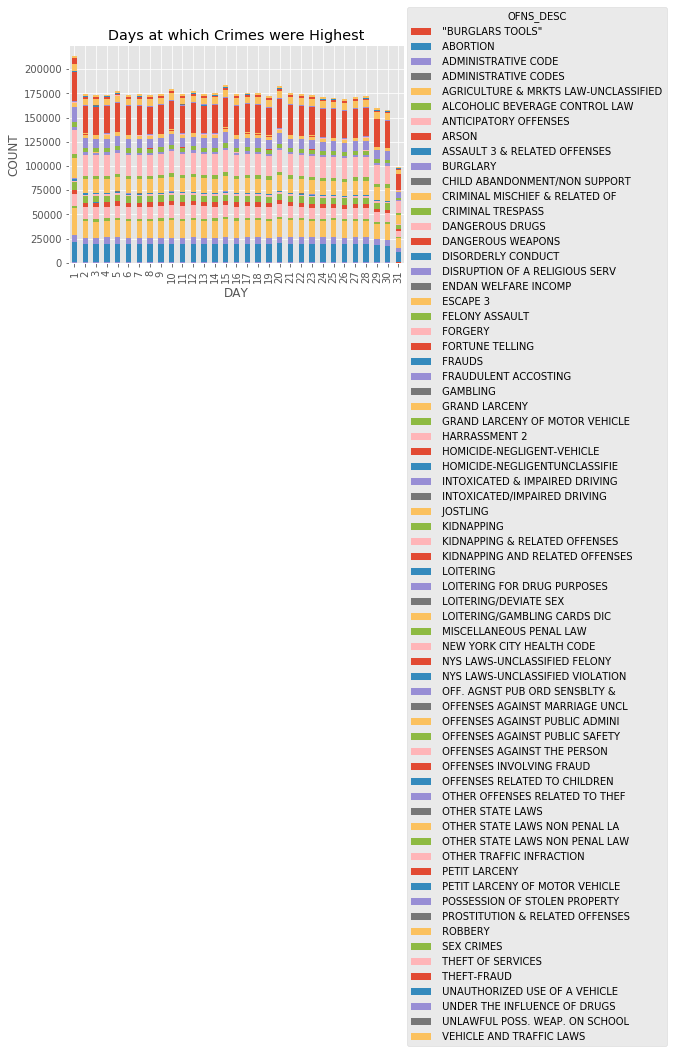 Days at which Crimes were Highest
COUNT
200000
175000
150000
125000
100000
75000
50000
25000
0
1 2 3 4 5 6 7 8 9 10 11 12 13 14 15 16 17 18 19 20 21 22 23 24 25 26 27 28 29 30 31
DAY
OFNS_DESC
"BURGLARS TOOLS"
ABORTION
ADMINISTRATIVE CODE
ADMINISTRATIVE CODES
AGRICULTURE & MRKTS LAW-UNCLASSIFIED
ALCOHOLIC BEVERAGE CONTROL LAW
ANTICIPATORY OFFENSES
ARSON
ASSAULT 3 & RELATED OFFENSES
BURGLARY
CHILD ABANDONMENT/NON SUPPORT
CRIMINAL MISCHIEF & RELATED OF
CRIMINAL TRESPASS
DANGEROUS DRUGS
DANGEROUS WEAPONS
DISORDERLY CONDUCT
DISRUPTION OF A RELIGIOUS SERV
ENDAN WELFARE INCOMP
ESCAPE 3
FELONY ASSAULT
FORGERY
FORTUNE TELLING
FRAUDS
FRAUDULENT ACCOSTING
GAMBLING
GRAND LARCENY
GRAND LARCENY OF MOTOR VEHICLE
HARRASSMENT 2
HOMICIDE-NEGLIGENT-VEHICLE
HOMICIDE-NEGLIGENTUNCLASSIFIE
INTOXICATED & IMPAIRED DRIVING
INTOXICATED/IMPAIRED DRIVING
JOSTLING
KIDNAPPING
KIDNAPPING & RELATED OFFENSES
KIDNAPPING AND RELATED OFFENSES
LOITERING
LOITERING FOR DRUG PURPOSES
LOITERING/DEVIATE SEX
LOITERING/GAMBLING CARDS DIC
MISCELLANEOUS PENAL LAW
NEW YORK CITY HEALTH CODE
NYS LAWS-UNCLASSIFIED FELONY
NYS LAWS-UNCLASSIFIED VIOLATION
OFF. AGNST PUB ORD SENSBLTY &
OFFENSES AGAINST MARRIAGE UNCL
OFFENSES AGAINST PUBLIC ADMINI
OFFENSES AGAINST PUBLIC SAFETY
OFFENSES AGAINST THE PERSON
OFFENSES INVOLVING FRAUD
OFFENSES RELATED TO CHILDREN
OTHER OFFENSES RELATED TO THEF
OTHER STATE LAWS
OTHER STATE LAWS NON PENAL LA
OTHER STATE LAWS NON PENAL LAW
OTHER TRAFFIC INFRACTION
PETIT LARCENY
PETIT LARCENY OF MOTOR VEHICLE
POSSESSION OF STOLEN PROPERTY
PROSTITUTION & RELATED OFFENSES
ROBBERY
SEX CRIMES
THEFT OF SERVICES
THEFT-FRAUD
UNAUTHORIZED USE OF A VEHICLE
UNDER THE INFLUENCE OF DRUGS
UNLAWFUL POSS. WEAP. ON SCHOOL
VEHICLE AND TRAFFIC LAWS